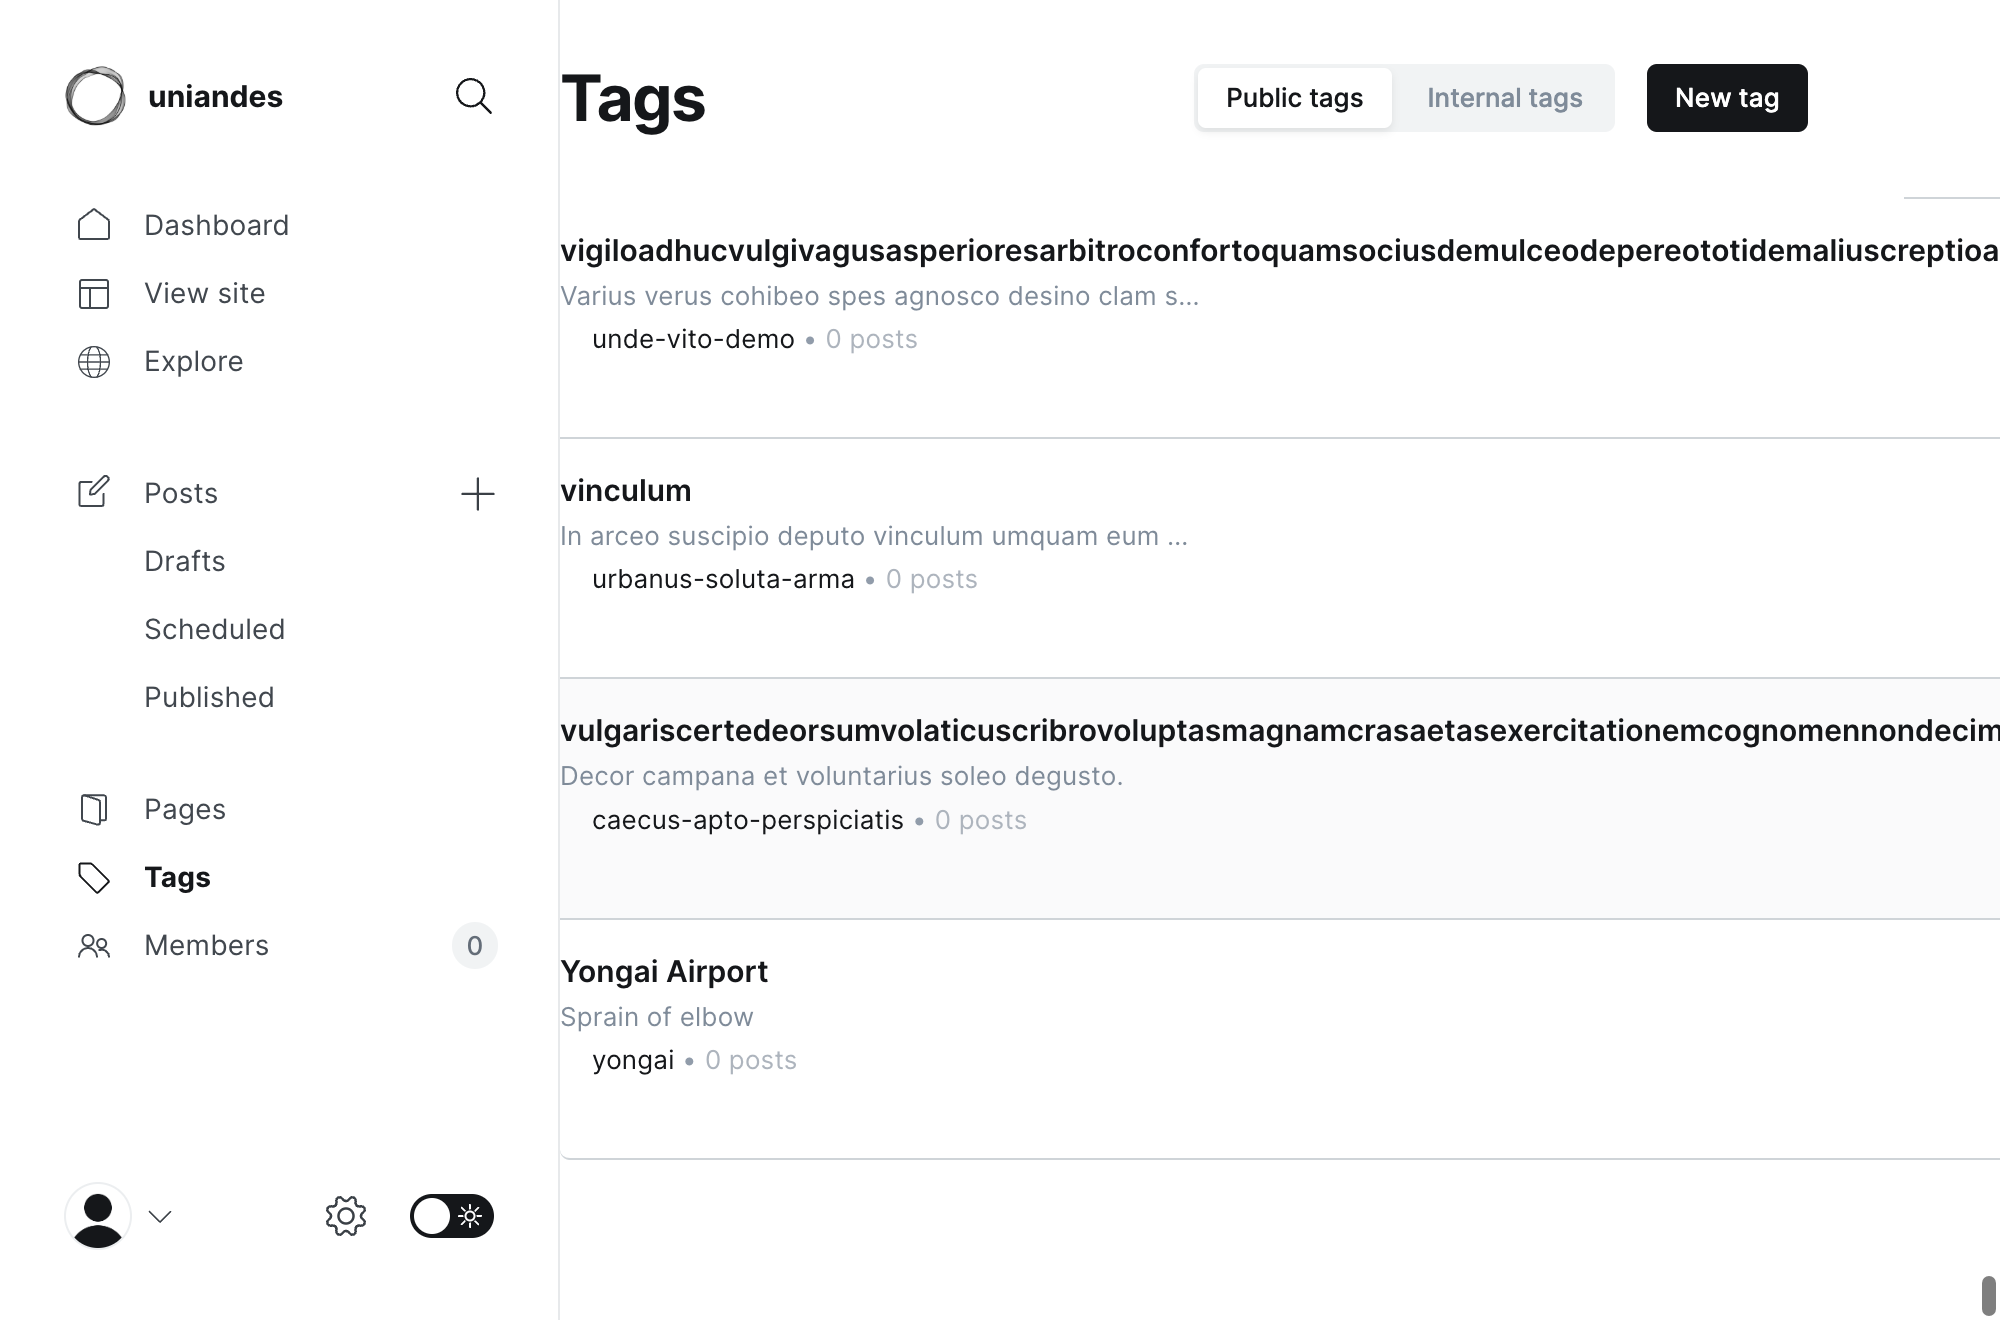 uniandes
Dashboard
View site
Explore
Posts
Drafts
Scheduled
Published
Pages
Tags
Members
0
Tags
Public tags
Internal tags
New tag
vigiloadhucvulgivagusasperioresarbitroconfortoquamsociusdemulceodepereototidemaliuscreptioa
Varius verus cohibeo spes agnosco desino clam s...
unde-vito-demo • 0 posts
vinculum
In arceo suscipio deputo vinculum umquam eum ...
urbanus-soluta-arma • 0 posts
vulgariscertedeorsumvolaticuscribrovoluptasmagnamcrasaetasexercitationemcognomennondecim
Decor campana et voluntarius soleo degusto.
caecus-apto-perspiciatis • 0 posts
Yongai Airport
Sprain of elbow
yongai • 0 posts